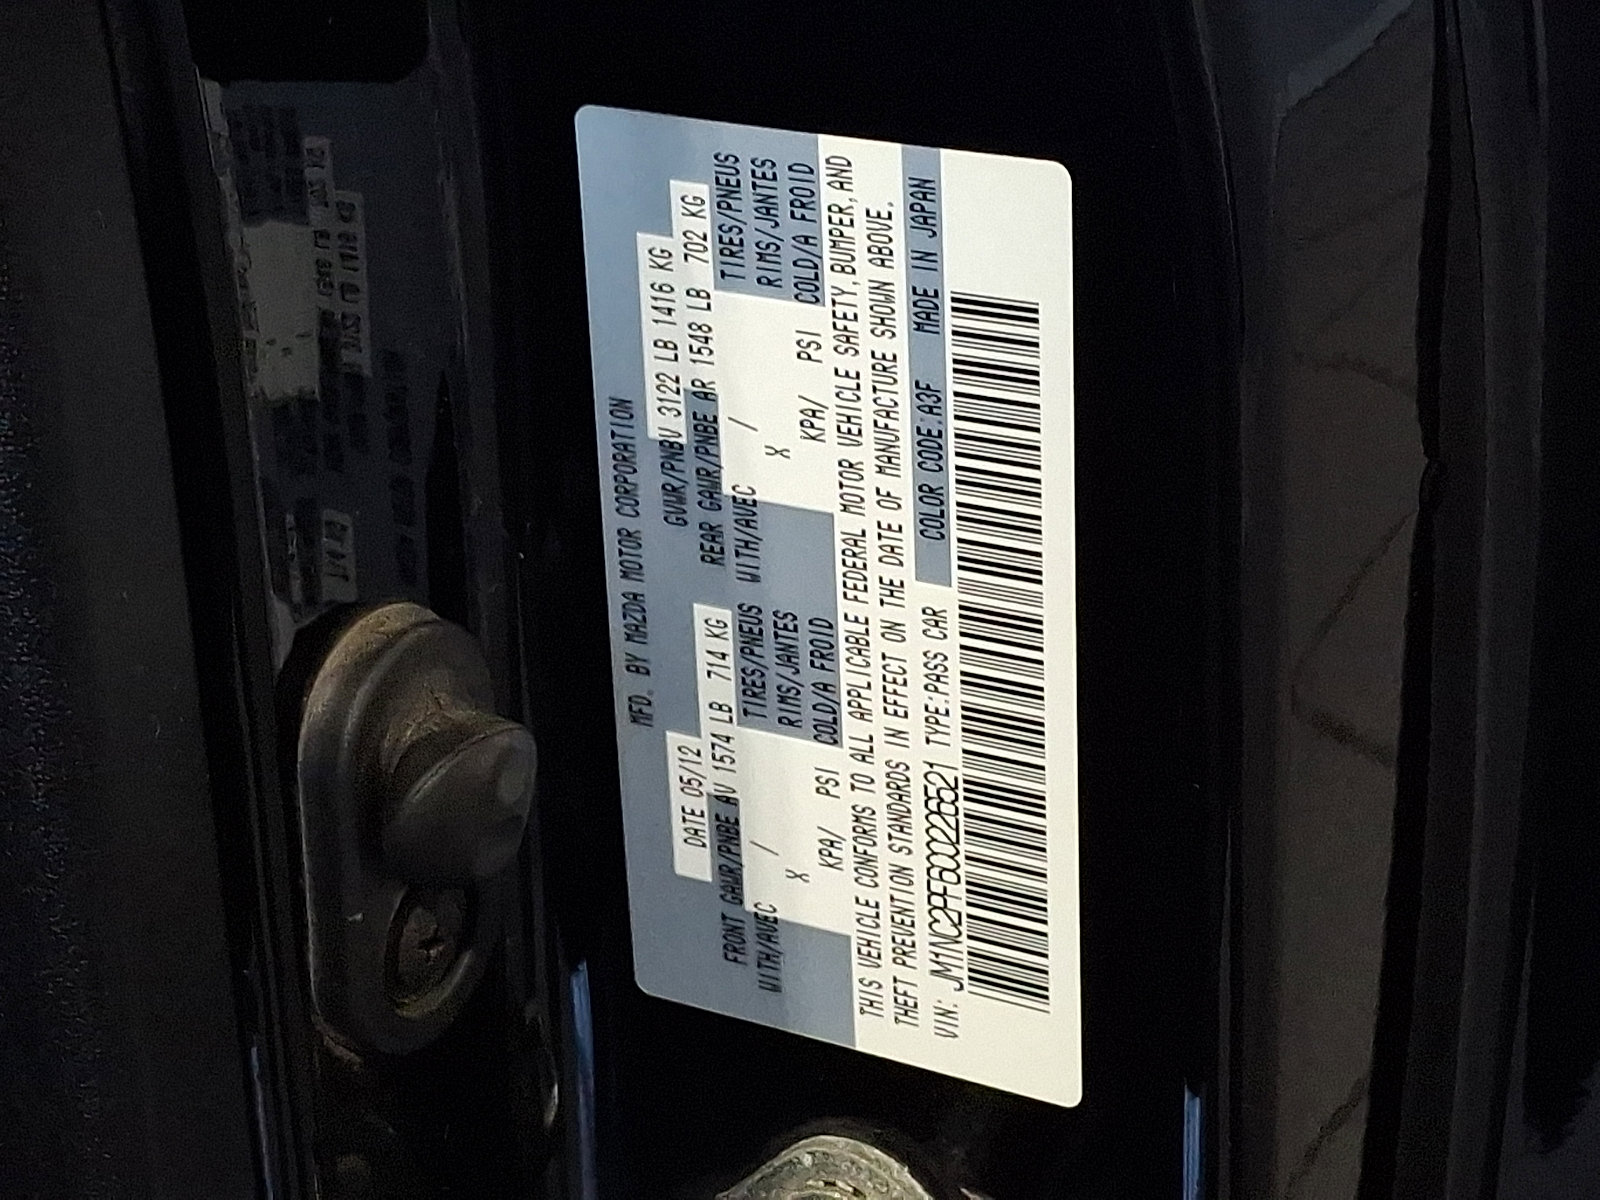 MFD. BY MAZDA MOTOR CORPORATION
DATE 05/12 GVWR/PNBV 3122 LB 1416 KG
FRONT GAWR/PNBE AV 1574 LB 714 KG REAR GAWR/PNBE AR 1548 LB 702 KG
WITH/AVEC / TIRES/PNEUS WITH/AVEC / TIRES/PNEUS
X RIMS/JANTES X RIMS/JANTES
KPA/ PSI COLD/A FROID KPA/ PSI COLD/A FROID
THIS VEHICLE CONFORMS TO ALL APPLICABLE FEDERAL MOTOR VEHICLE SAFETY, BUMPER, AND
THEFT PREVENTION STANDARDS IN EFFECT ON THE DATE OF MANUFACTURE SHOWN ABOVE.
VIN: JM1NC2PF6C0226521 TYPE:PASS CAR COLOR CODE:A3F MADE IN JAPAN